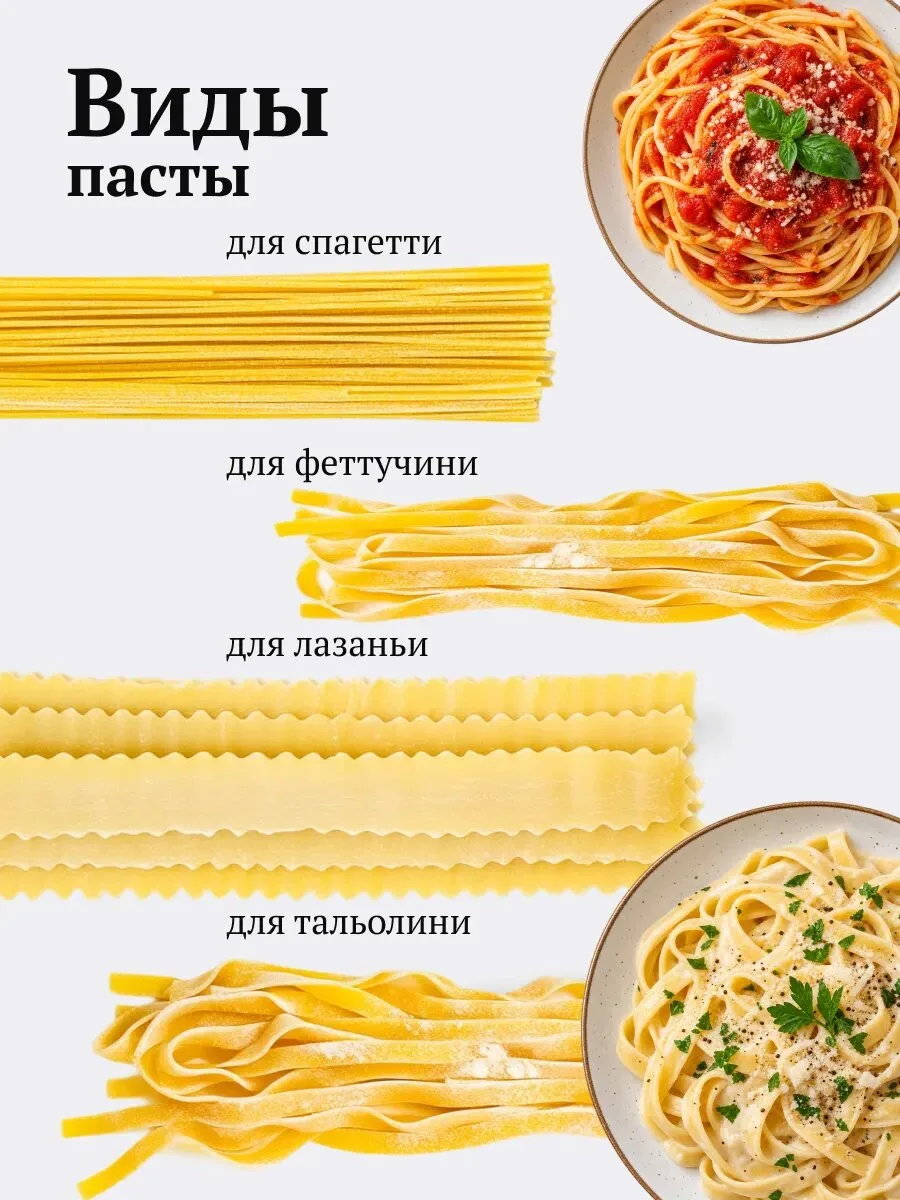 Виды
пасты
для спагетти
для феттучини
для лазаньи
для тальолини